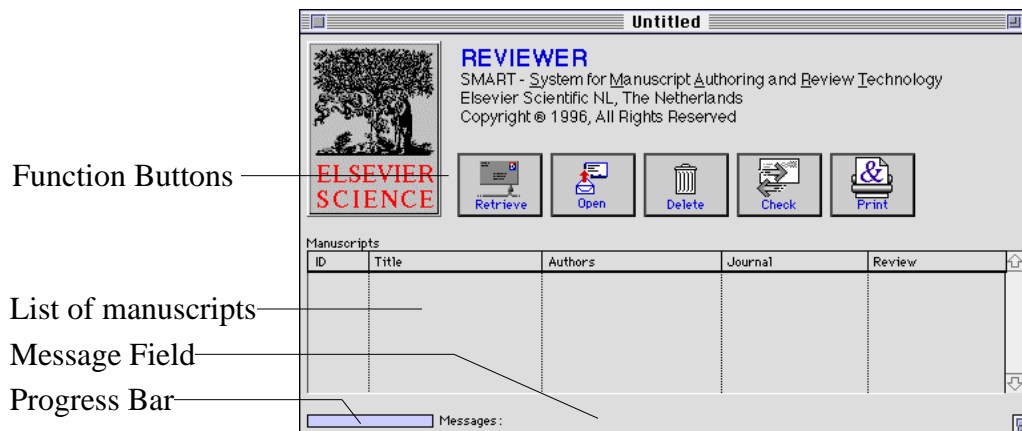 Untitled
REVIEWER
SMART - System for Manuscript Authoring and Review Technology
Elsevier Scientific NL, The Netherlands
Copyright © 1996, All Rights Reserved
ELSEVIER
SCIENCE
Function Buttons
Retrieve Open Delete Check & Print
Manuscripts
ID Title Authors Journal Review
List of manuscripts
Message Field
Progress Bar
Messages :